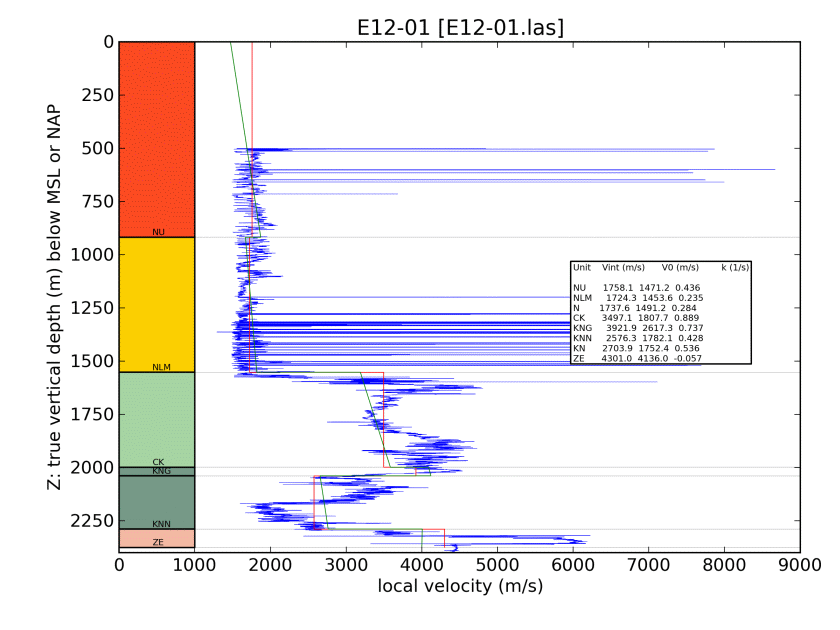 E12-01 [E12-01.las]
Z: true vertical depth (m) below MSL or NAP
0
250
500
750
1000
1250
1500
1750
2000
2250
NU
NLM
CK
KNG
KNN
ZE
Unit Vint (m/s) V0 (m/s) k (1/s)
NU 1758.1 1471.2 0.436
NLM 1724.3 1453.6 0.235
N 1737.6 1491.2 0.284
CK 3497.1 1807.7 0.889
KNG 3921.9 2617.3 0.737
KNN 2576.3 1782.1 0.428
KN 2703.9 1752.4 0.536
ZE 4301.0 4136.0 -0.057
0 1000 2000 3000 4000 5000 6000 7000 8000 9000
local velocity (m/s)